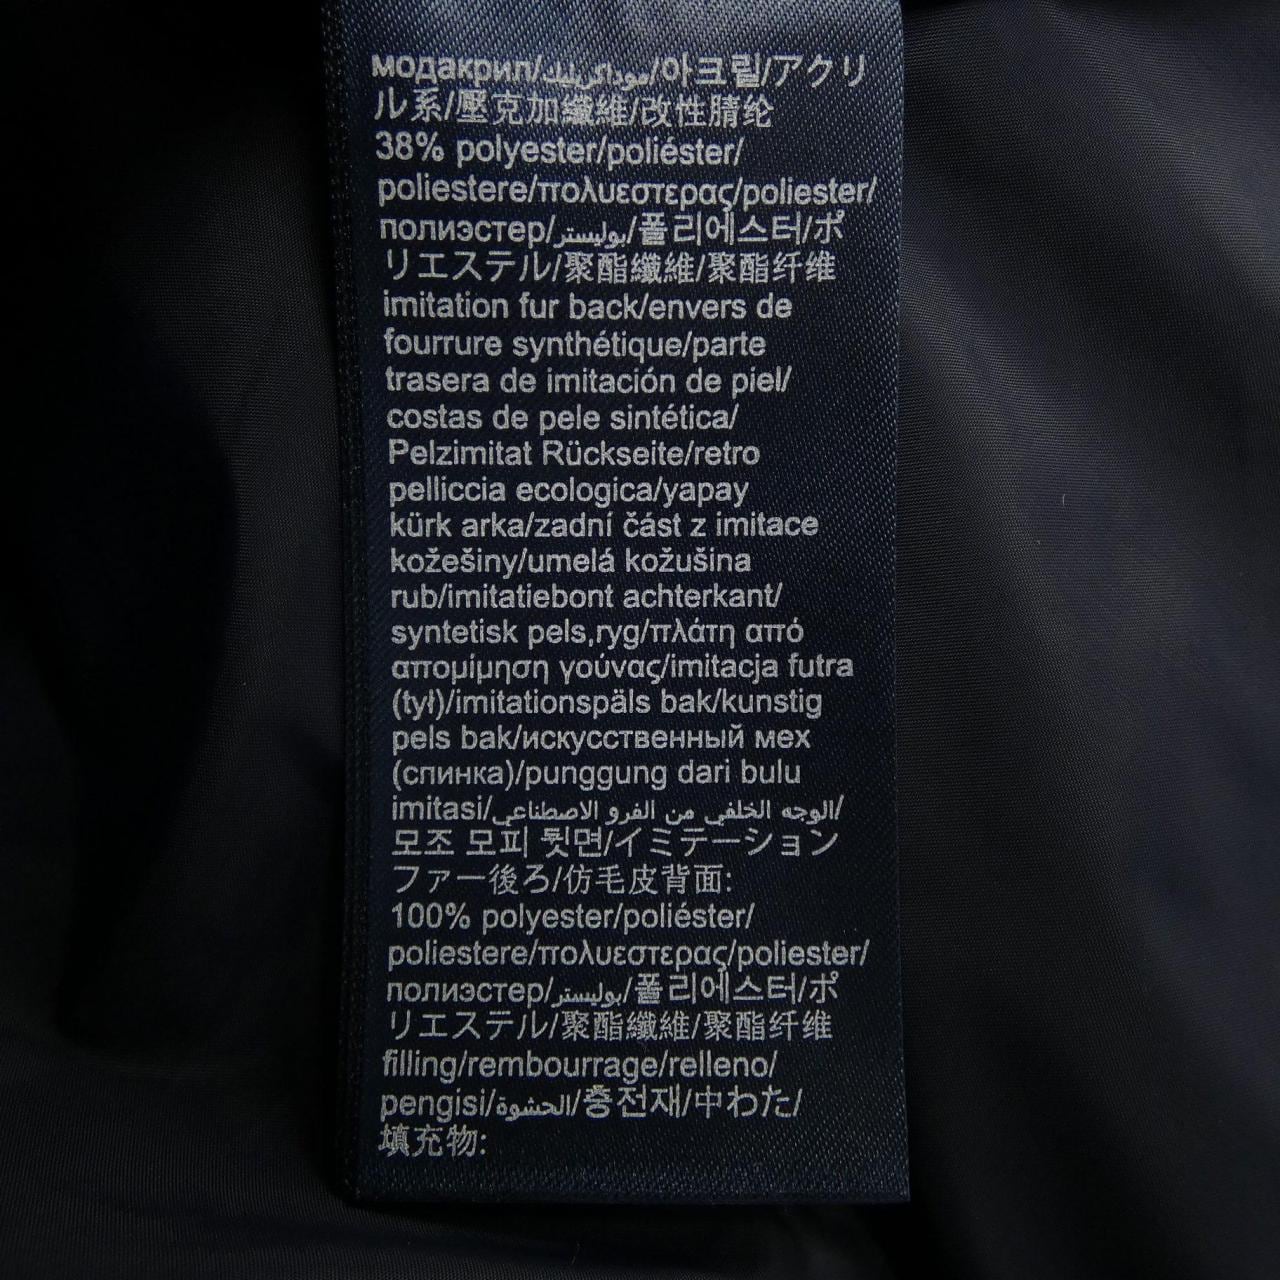 модакрил/موداكريليك/아크릴/アクリ
ル系/壓克加纖維/改性腈纶
38% polyester/poliéster/
poliestere/πολυεστερας/poliester/
полиэстер/بوليستر/폴리에스터/ポ
リエステル/聚酯纖維/聚酯纤维
imitation fur back/envers de
fourrure synthétique/parte
trasera de imitación de piel/
costas de pele sintética/
Pelzimitat Rückseite/retro
pelliccia ecologica/yapay
kürk arka/zadní část z imitace
kožešiny/umelá kožušina
rub/imitatiebont achterkant/
syntetisk pels,ryg/πλάτη από
απομίμηση γούνας/imitacja futra
(tył)/imitationspäls bak/kunstig
pels bak/искусственный мех
(спинка)/punggung dari bulu
imitasi/الوجه الخلفي من الفرو الاصطناعي/
모조 모피 뒷면/イミテーション
ファー後ろ/仿毛皮背面:
100% polyester/poliéster/
poliestere/πολυεστερας/poliester/
полиэстер/بوليستر/폴리에스터/ポ
リエステル/聚酯纖維/聚酯纤维
filling/rembourrage/relleno/
pengisi/الحشوة/충전재/中わた/
填充物: